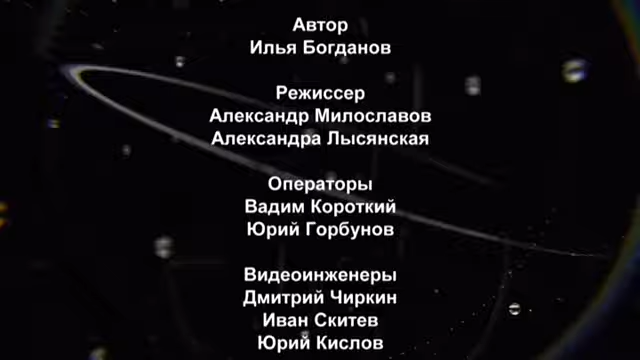 Автор
Илья Богданов
Режиссер
Александр Милославов
Александра Лысянская
Операторы
Вадим Короткий
Юрий Горбунов
Видеоинженеры
Дмитрий Чиркин
Иван Скитев
Юрий Кислов